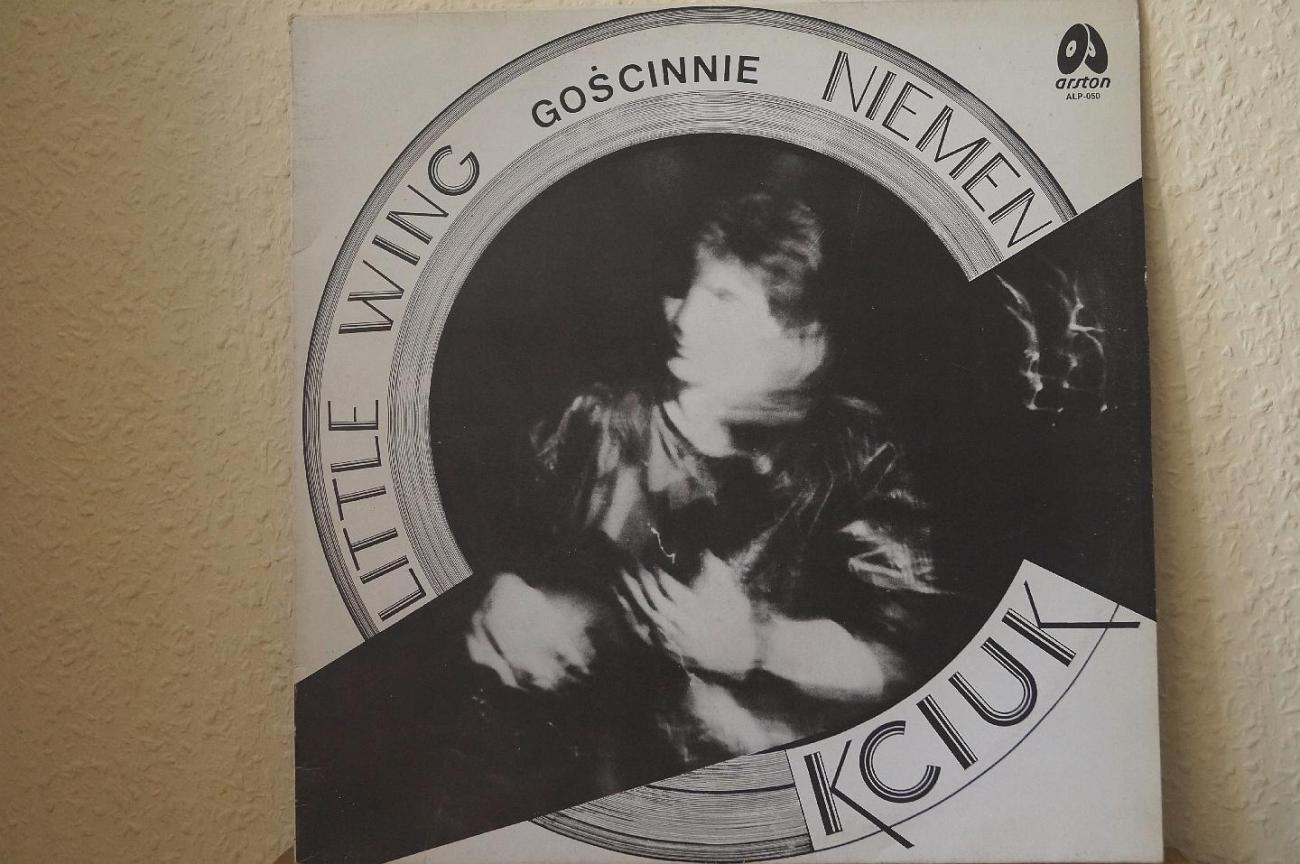 LITTLE WING
GOŚCINNIE
NIEMEN
arston
ALP-050
KCIUK